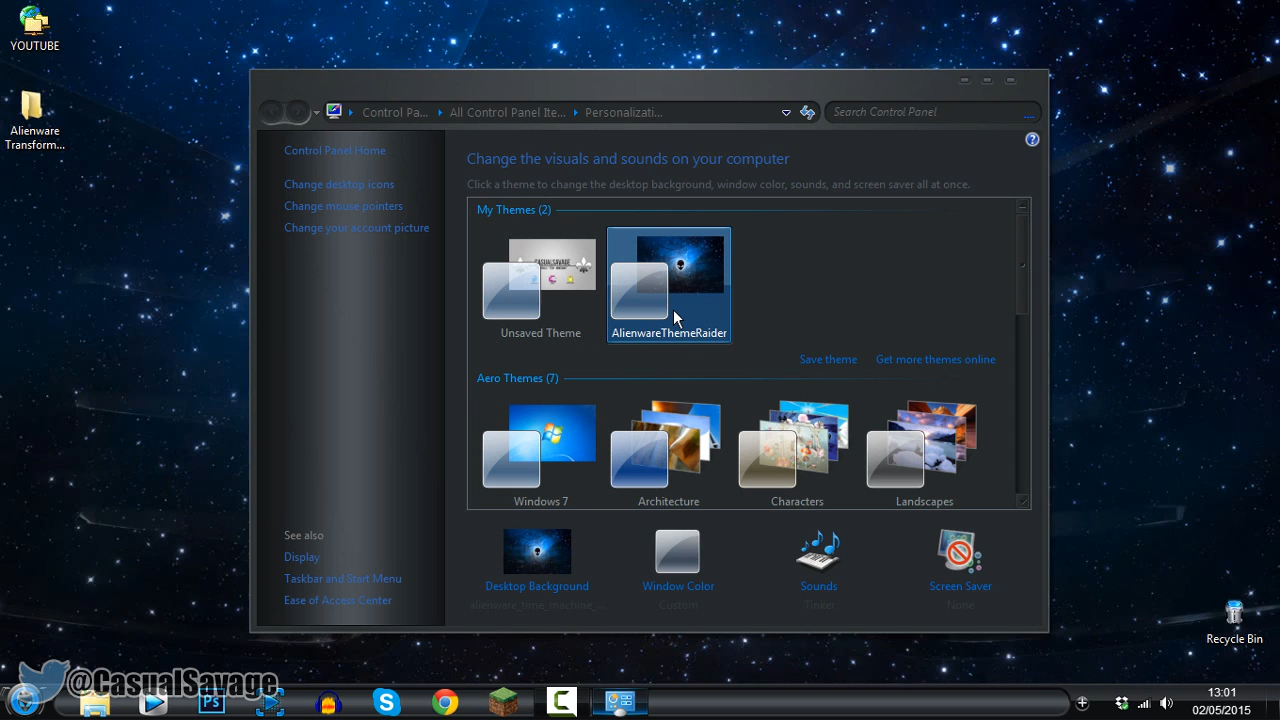 YOUTUBE
Alienware
Transform...
Control Pa...
All Control Panel Ite...
Personalizati...
Search Control Panel
Control Panel Home
Change desktop icons
Change mouse pointers
Change your account picture
See also
Display
Taskbar and Start Menu
Ease of Access Center
Change the visuals and sounds on your computer
Click a theme to change the desktop background, window color, sounds, and screen saver all at once.
My Themes (2)
CASUALSAVAGE
Unsaved Theme
AlienwareThemeRaider
Save theme
Get more themes online
Aero Themes (7)
Windows 7
Architecture
Characters
Landscapes
Desktop Background
alienware_time_machine_...
Window Color
Custom
Sounds
Tinker
Screen Saver
None
Recycle Bin
@CasualSavage
Ps
13:01
02/05/2015